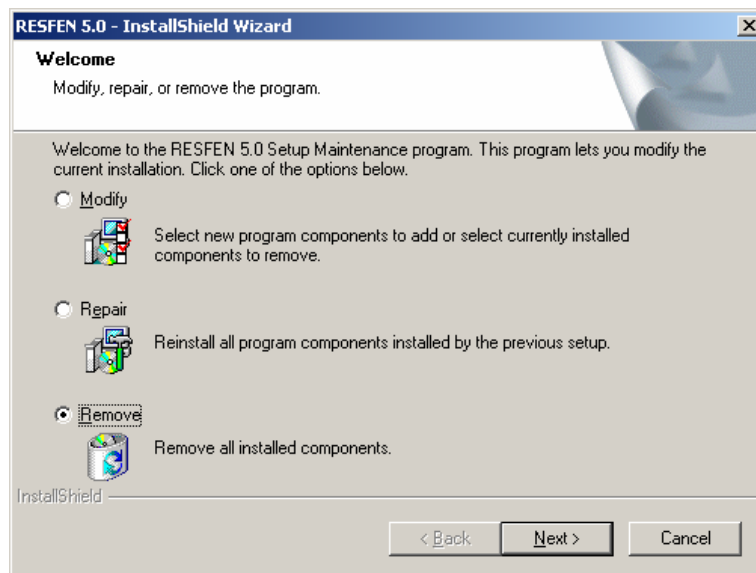 RESFEN 5.0 - InstallShield Wizard
Welcome
Modify, repair, or remove the program.
Welcome to the RESFEN 5.0 Setup Maintenance program. This program lets you modify the
current installation. Click one of the options below.
Modify
Select new program components to add or select currently installed
components to remove.
Repair
Reinstall all program components installed by the previous setup.
Remove
Remove all installed components.
InstallShield
< Back
Next >
Cancel